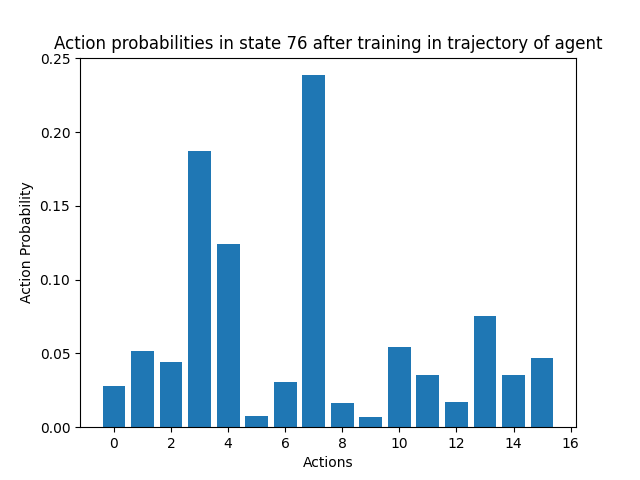 Action probabilities in state 76 after training in trajectory of agent
0.25
0.20
0.15
0.10
0.05
0.00
Action Probability
0 2 4 6 8 10 12 14 16
Actions